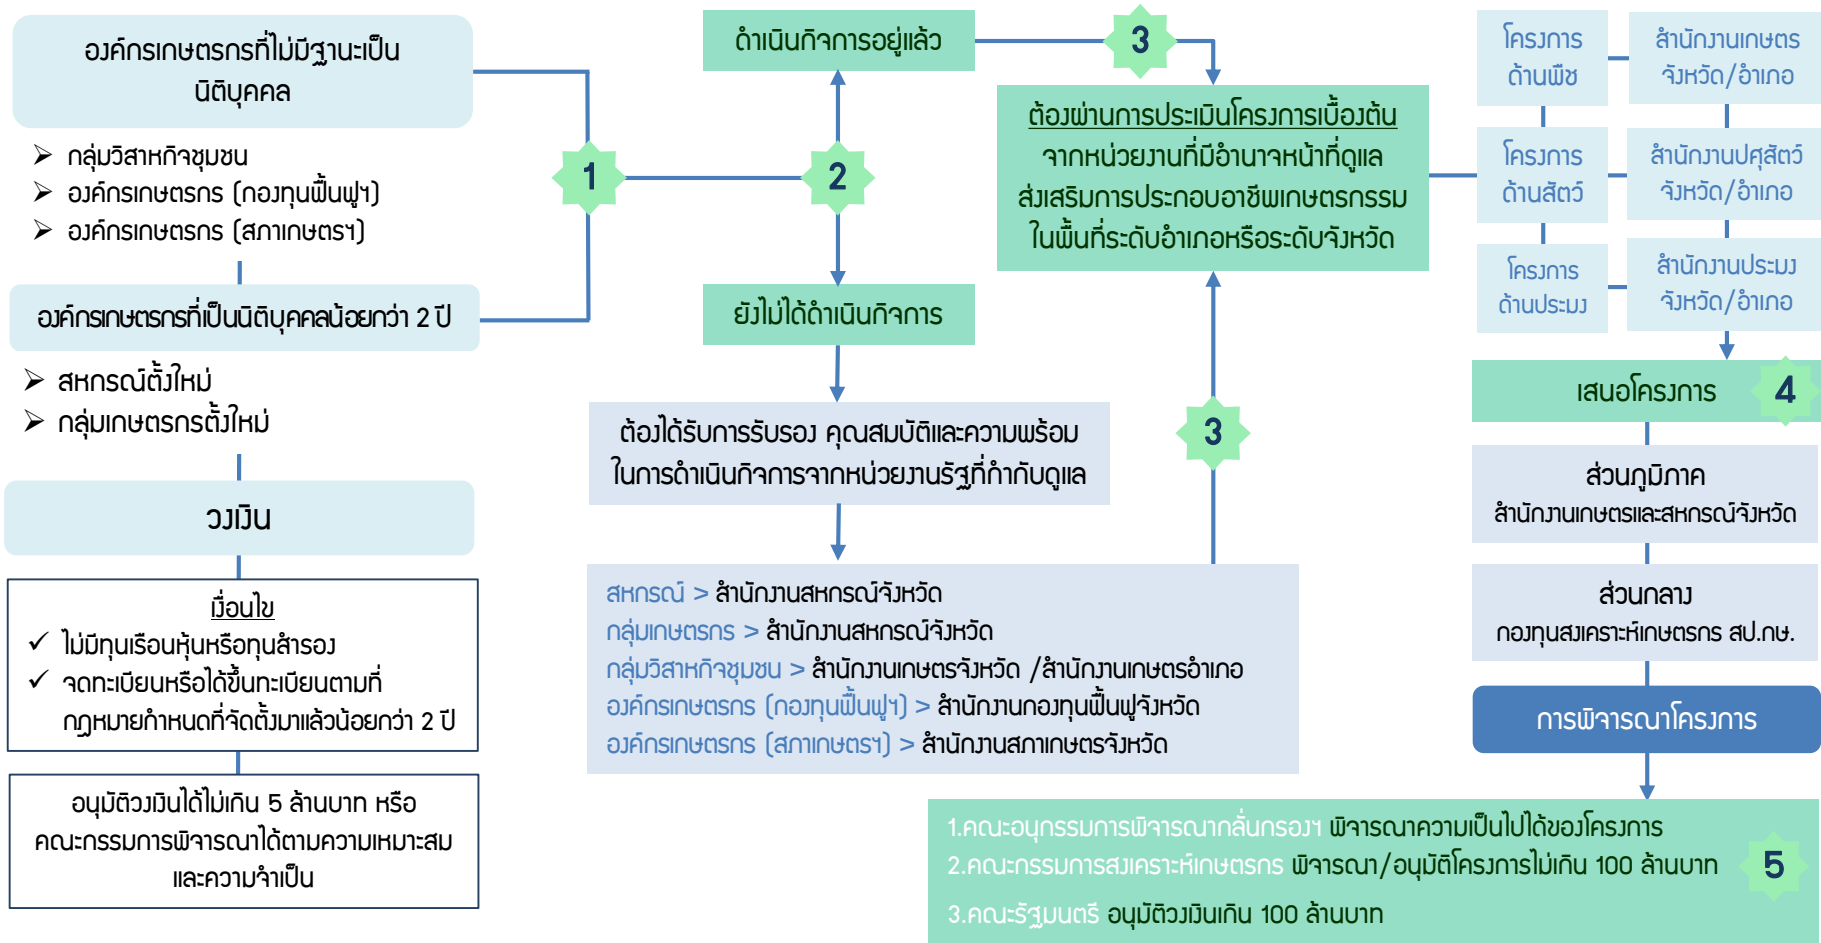 องค์กรเกษตรกรที่ไม่มีฐานะเป็น
นิติบุคคล
➢ กลุ่มวิสาหกิจชุมชน
➢ องค์กรเกษตรกร (กองทุนฟื้นฟูฯ)
➢ องค์กรเกษตรกร (สภาเกษตรฯ)
องค์กรเกษตรกรที่เป็นนิติบุคคลน้อยกว่า 2 ปี
➢ สหกรณ์ตั้งใหม่
➢ กลุ่มเกษตรกรตั้งใหม่
วงเงิน
เงื่อนไข
✓ ไม่มีทุนเรือนหุ้นหรือทุนสำรอง
✓ จดทะเบียนหรือได้ขึ้นทะเบียนตามที่
กฎหมายกำหนดที่จัดตั้งมาแล้วน้อยกว่า 2 ปี
อนุมัติวงเงินได้ไม่เกิน 5 ล้านบาท หรือ
คณะกรรมการพิจารณาได้ตามความเหมาะสม
และความจำเป็น
1
2
ดำเนินกิจการอยู่แล้ว
ยังไม่ได้ดำเนินกิจการ
ต้องได้รับการรับรอง คุณสมบัติและความพร้อม
ในการดำเนินกิจการจากหน่วยงานรัฐที่กำกับดูแล
สหกรณ์ > สำนักงานสหกรณ์จังหวัด
กลุ่มเกษตรกร > สำนักงานสหกรณ์จังหวัด
กลุ่มวิสาหกิจชุมชน > สำนักงานเกษตรจังหวัด /สำนักงานเกษตรอำเภอ
องค์กรเกษตรกร (กองทุนฟื้นฟูฯ) > สำนักงานกองทุนฟื้นฟูจังหวัด
องค์กรเกษตรกร (สภาเกษตรฯ) > สำนักงานสภาเกษตรจังหวัด
3
3
ต้องผ่านการประเมินโครงการเบื้องต้น
จากหน่วยงานที่มีอำนาจหน้าที่ดูแล
ส่งเสริมการประกอบอาชีพเกษตรกรรม
ในพื้นที่ระดับอำเภอหรือระดับจังหวัด
โครงการ
ด้านพืช
สำนักงานเกษตร
จังหวัด/อำเภอ
โครงการ
ด้านสัตว์
สำนักงานปศุสัตว์
จังหวัด/อำเภอ
โครงการ
ด้านประมง
สำนักงานประมง
จังหวัด/อำเภอ
เสนอโครงการ
4
ส่วนภูมิภาค
สำนักงานเกษตรและสหกรณ์จังหวัด
ส่วนกลาง
กองทุนสงเคราะห์เกษตรกร สป.กษ.
การพิจารณาโครงการ
1.คณะอนุกรรมการพิจารณากลั่นกรองฯ พิจารณาความเป็นไปได้ของโครงการ
2.คณะกรรมการสงเคราะห์เกษตรกร พิจารณา/อนุมัติโครงการไม่เกิน 100 ล้านบาท
3.คณะรัฐมนตรี อนุมัติวงเงินเกิน 100 ล้านบาท
5